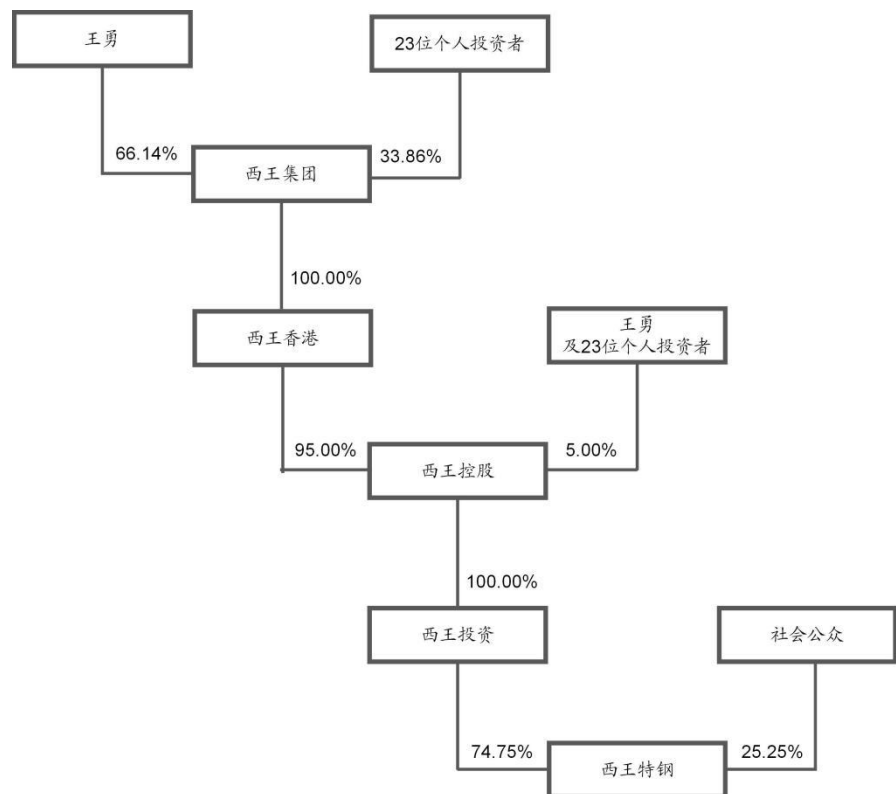 王勇
23位个人投资者
66.14%
33.86%
西王集团
100.00%
西王香港
王勇
及23位个人投资者
95.00%
5.00%
西王控股
100.00%
西王投资
社会公众
74.75%
25.25%
西王特钢